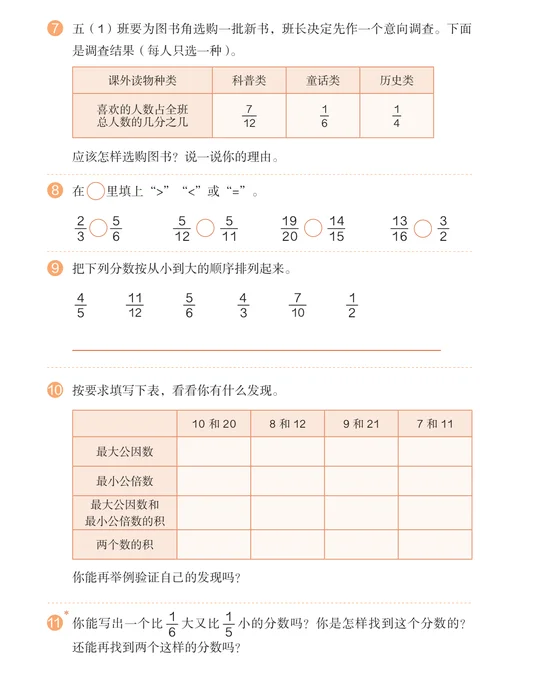 7 五（1）班要为图书角选购一批新书，班长决定先作一个意向调查。下面
是调查结果（每人只选一种）。
课外读物种类 科普类 童话类 历史类
喜欢的人数占全班
总人数的几分之几 7/12 1/6 1/4
应该怎样选购图书？说一说你的理由。
8 在○里填上“>”“<”或“=”。
2/3 ○ 5/6 5/12 ○ 5/11 19/20 ○ 14/15 13/16 ○ 3/2
9 把下列分数按从小到大的顺序排列起来。
4/5 11/12 5/6 4/3 7/10 1/2
10 按要求填写下表，看看你有什么发现。
10 和 20 8 和 12 9 和 21 7 和 11
最大公因数
最小公倍数
最大公因数和
最小公倍数的积
两个数的积
你能再举例验证自己的发现吗？
11* 你能写出一个比 1/6 大又比 1/5 小的分数吗？你是怎样找到这个分数的？
还能再找到两个这样的分数吗？